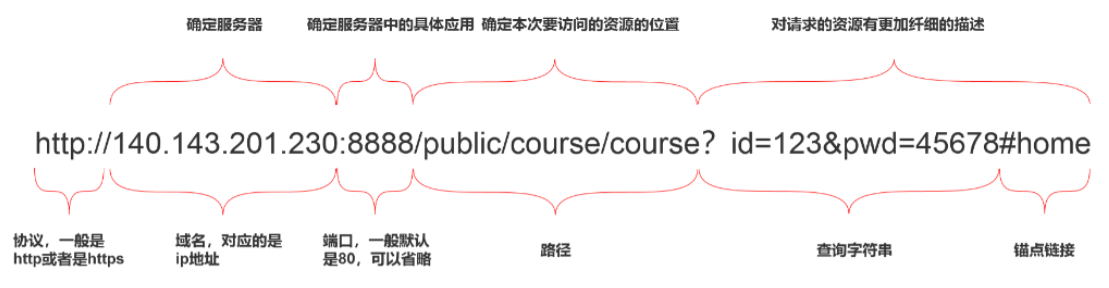 确定服务器
确定服务器中的具体应用
确定本次要访问的资源的位置
对请求的资源有更加纤细的描述
http://140.143.201.230:8888/public/course/course？ id=123&pwd=45678#home
协议，一般是
http或者是https
域名，对应的是
ip地址
端口，一般默认
是80，可以省略
路径
查询字符串
锚点链接